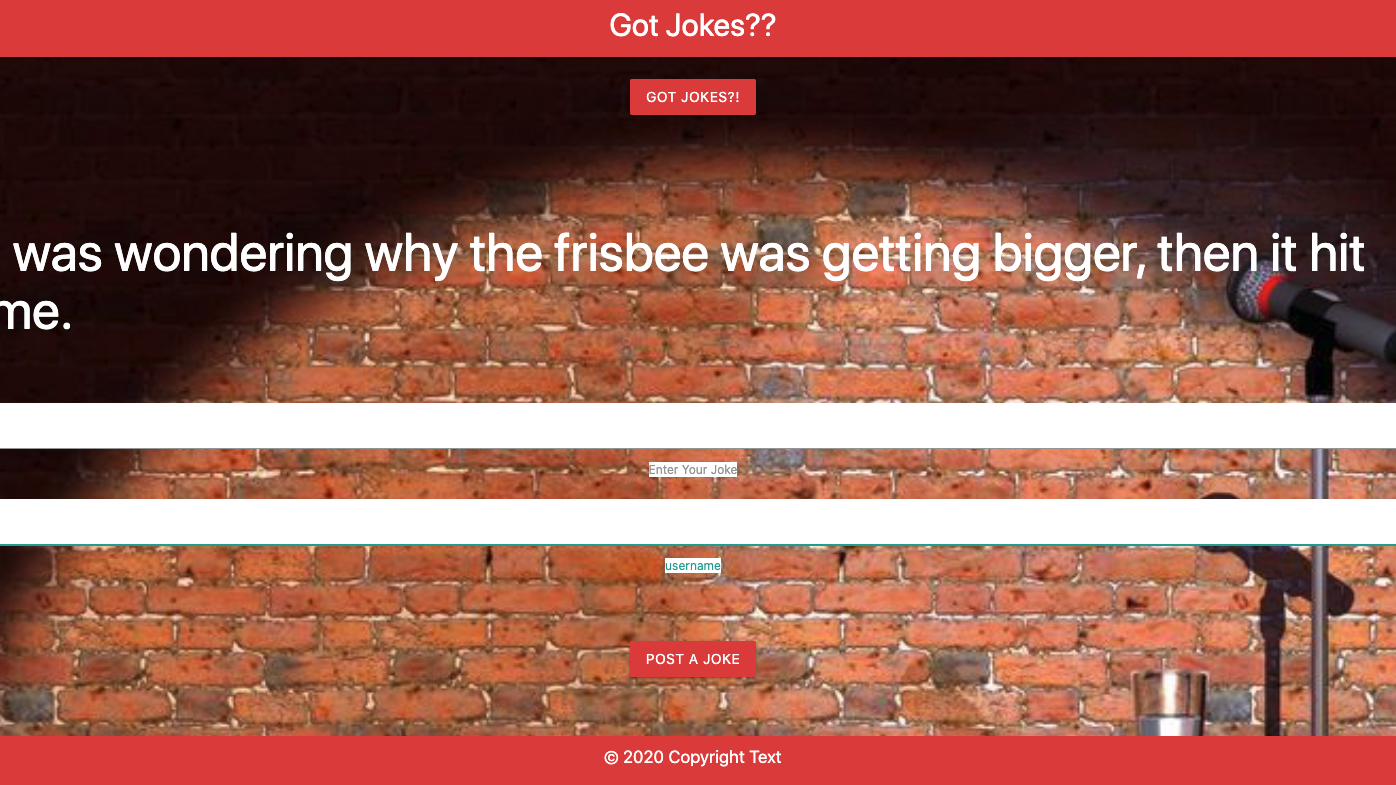 Got Jokes??
GOT JOKES?!
was wondering why the frisbee was getting bigger, then it hit
me.
Enter Your Joke
username
POST A JOKE
© 2020 Copyright Text